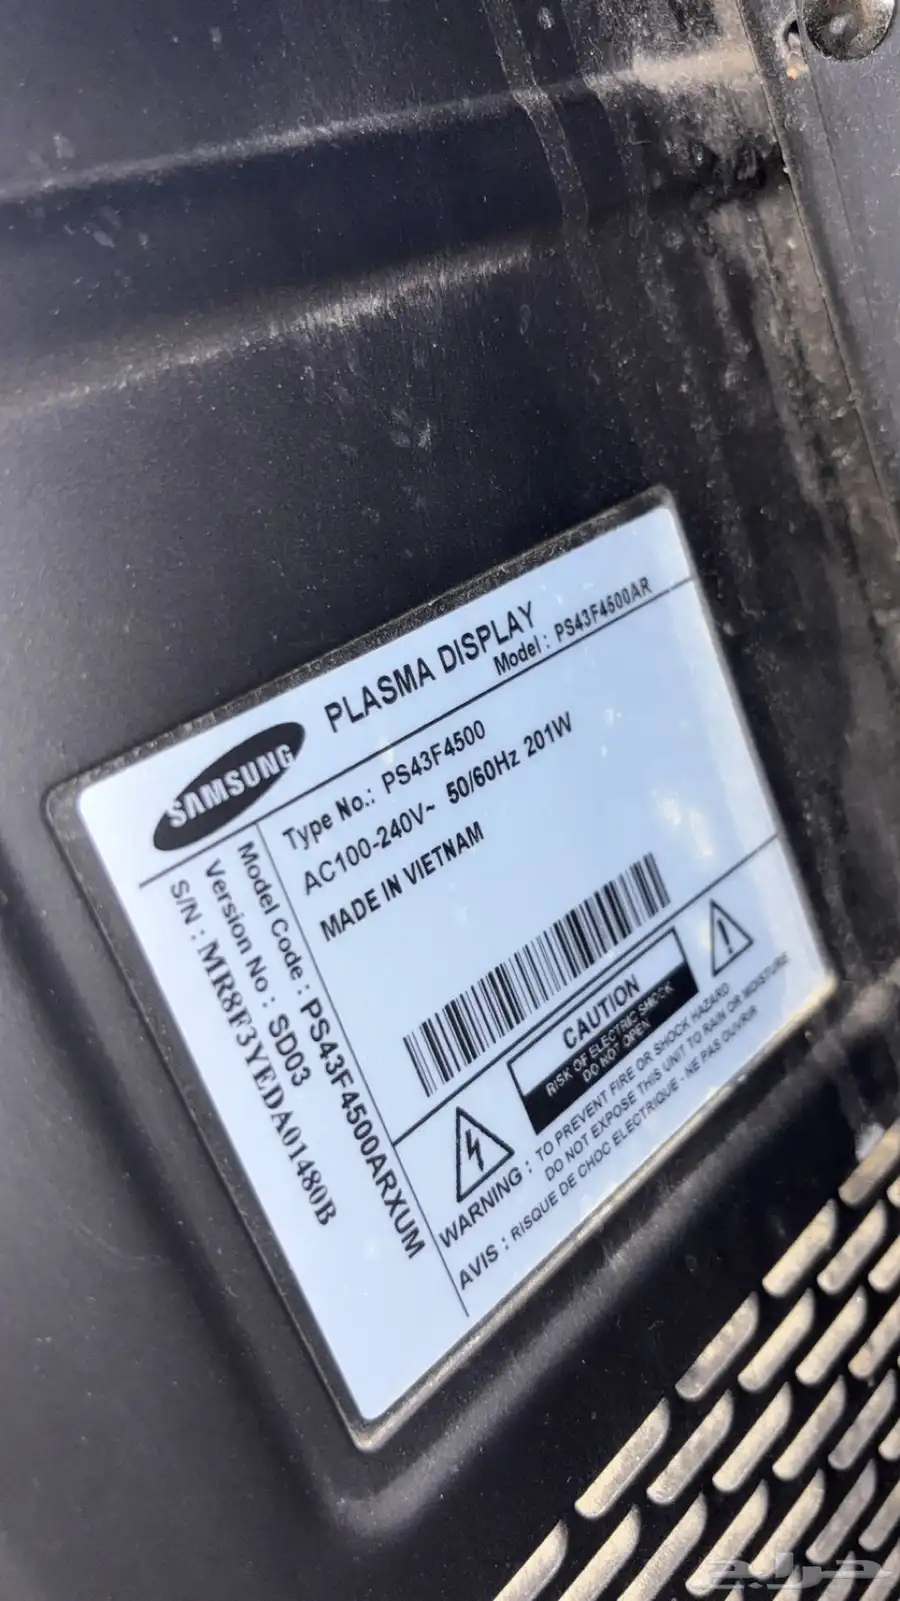 SAMSUNG
PLASMA DISPLAY
Model : PS43F4500AR
Type No.: PS43F4500
AC100-240V~ 50/60Hz 201W
MADE IN VIETNAM
Model Code : PS43F4500ARXUM
Version No : SD03
S/N : MR8F3YEDA01480B
CAUTION
RISK OF ELECTRIC SHOCK
DO NOT OPEN
WARNING : TO PREVENT FIRE OR SHOCK HAZARD
DO NOT EXPOSE THIS UNIT TO RAIN OR MOISTURE
AVIS : RISQUE DE CHOC ELECTRIQUE - NE PAS OUVRIR
حراج